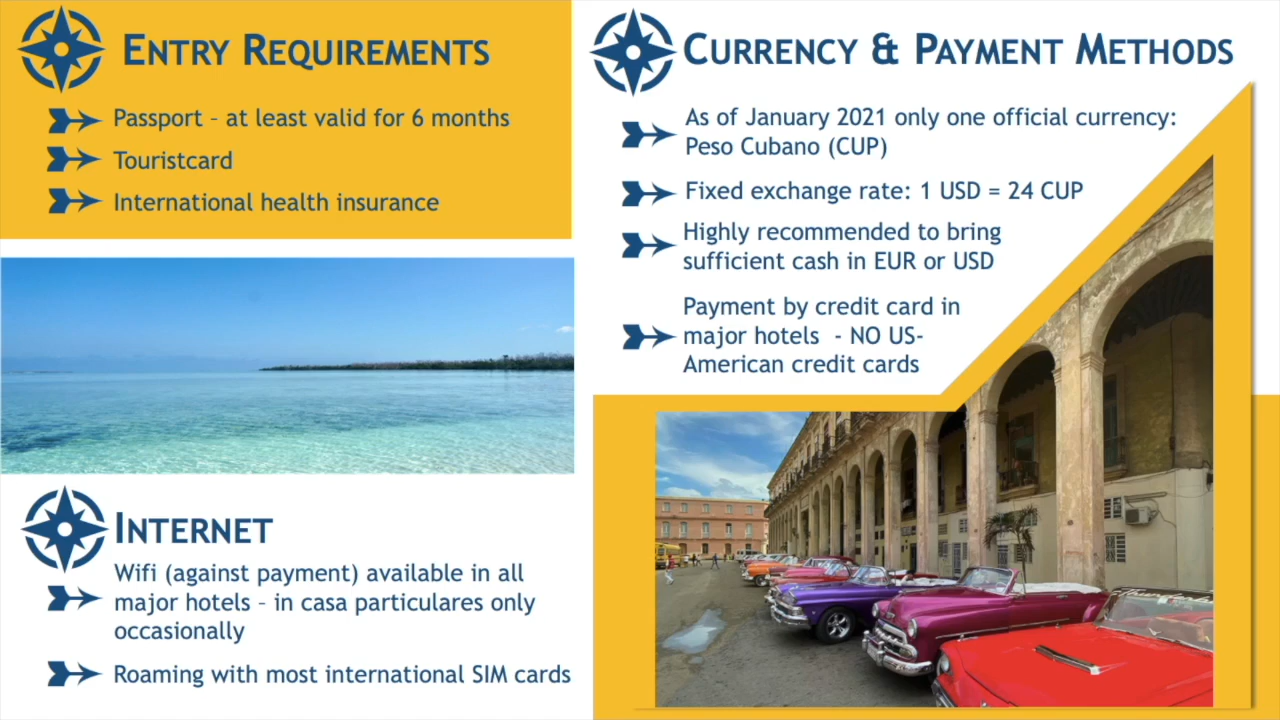 ENTRY REQUIREMENTS
Passport – at least valid for 6 months
Touristcard
International health insurance
INTERNET
Wifi (against payment) available in all
major hotels – in casa particulares only
occasionally
Roaming with most international SIM cards
CURRENCY & PAYMENT METHODS
As of January 2021 only one official currency:
Peso Cubano (CUP)
Fixed exchange rate: 1 USD = 24 CUP
Highly recommended to bring
sufficient cash in EUR or USD
Payment by credit card in
major hotels - NO US-
American credit cards